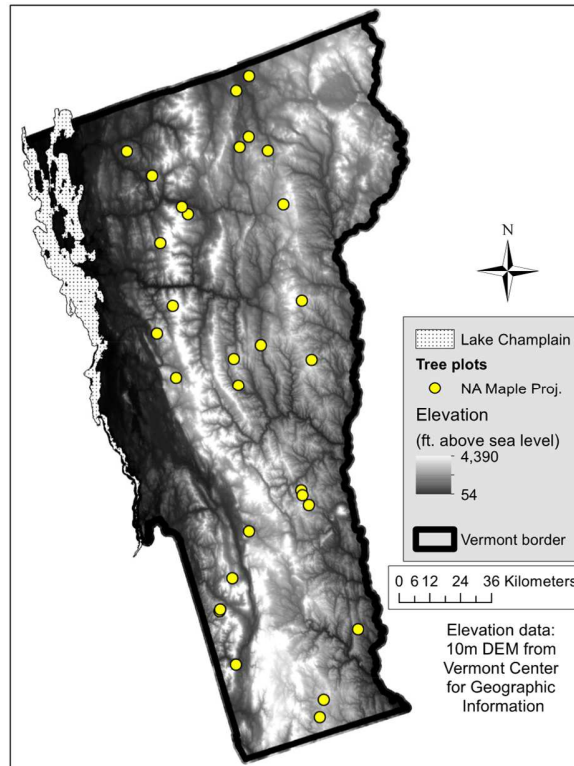 N
Lake Champlain
Tree plots
NA Maple Proj.
Elevation
(ft. above sea level)
4,390
54
Vermont border
0 6 12 24 36 Kilometers
Elevation data:
10m DEM from
Vermont Center
for Geographic
Information